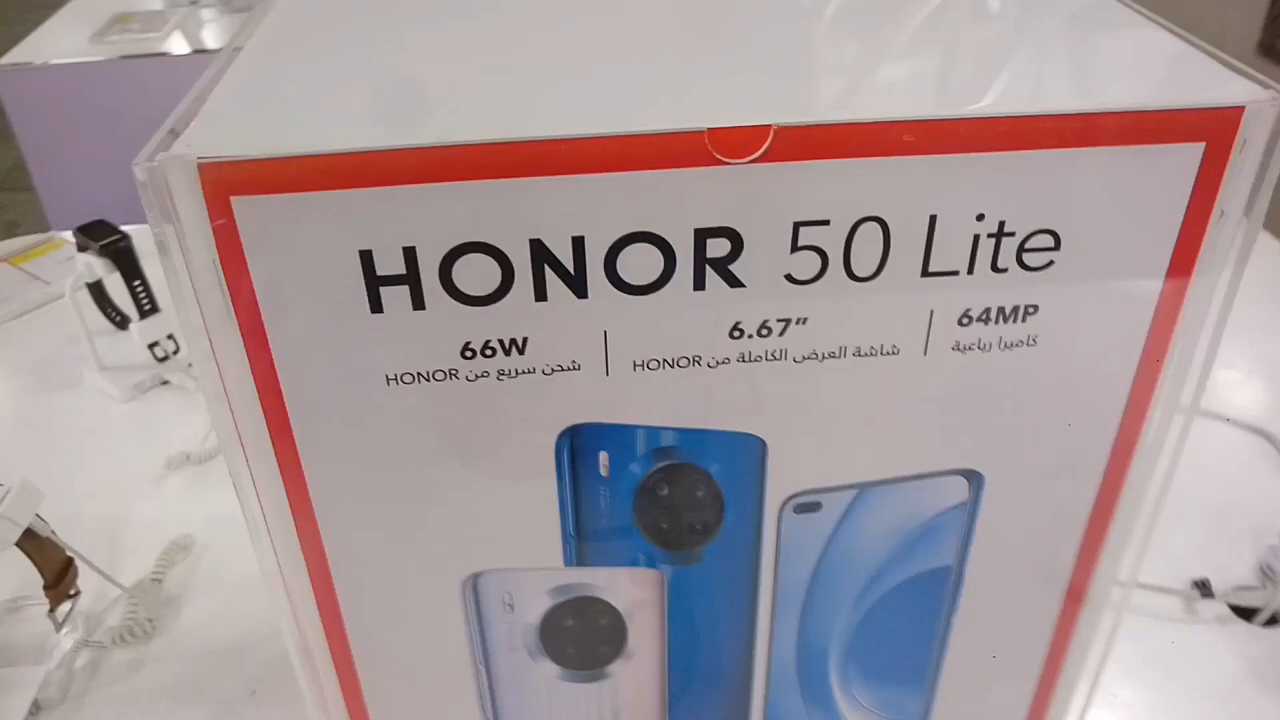 HONOR 50 Lite
66W
شحن سريع من HONOR
6.67”
شاشة العرض الكاملة من HONOR
64MP
كاميرا رباعية